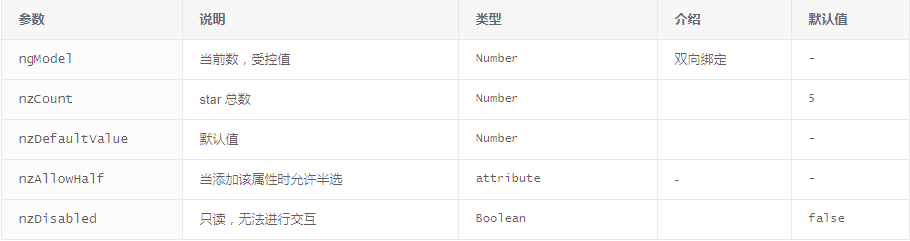 参数 说明 类型 介绍 默认值
ngModel 当前数，受控值 Number 双向绑定 -
nzCount star 总数 Number 5
nzDefaultValue 默认值 Number -
nzAllowHalf 当添加该属性时允许半选 attribute - -
nzDisabled 只读，无法进行交互 Boolean false